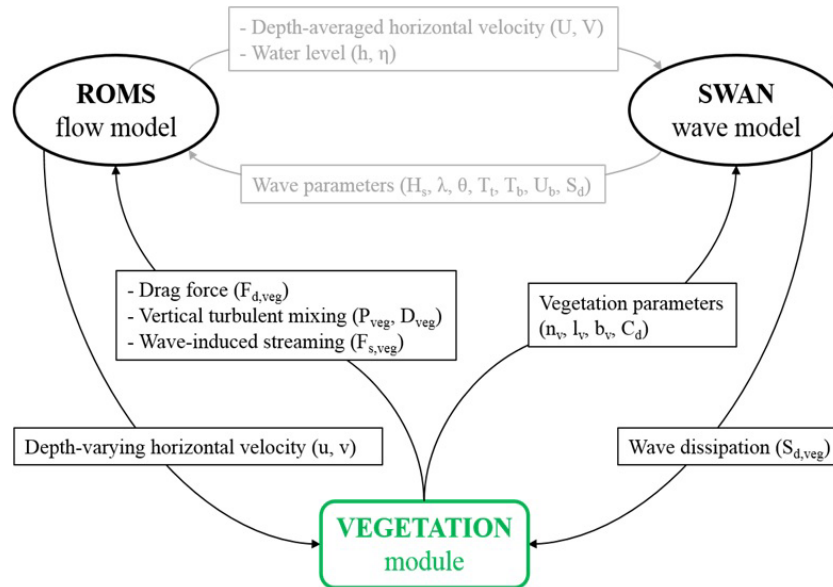 - Depth-averaged horizontal velocity (U, V)
- Water level (h, η)
ROMS
flow model
SWAN
wave model
Wave parameters (Hs, λ, θ, Tt, Tb, Ub, Sd)
- Drag force (Fd,veg)
- Vertical turbulent mixing (Pveg, Dveg)
- Wave-induced streaming (Fs,veg)
Vegetation parameters
(nv, lv, bv, Cd)
Depth-varying horizontal velocity (u, v)
Wave dissipation (Sd,veg)
VEGETATION
module